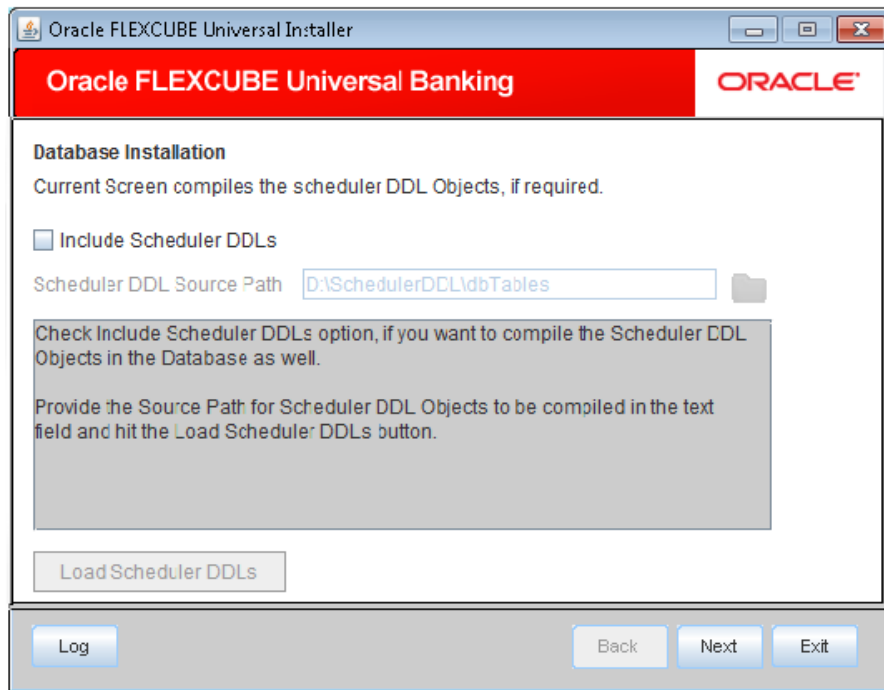 Oracle FLEXCUBE Universal Installer
Oracle FLEXCUBE Universal Banking
ORACLE
Database Installation
Current Screen compiles the scheduler DDL Objects, if required.
Include Scheduler DDLs
Scheduler DDL Source Path D:\SchedulerDDL\dbTables
Check Include Scheduler DDLs option, if you want to compile the Scheduler DDL
Objects in the Database as well.
Provide the Source Path for Scheduler DDL Objects to be compiled in the text
field and hit the Load Scheduler DDLs button.
Load Scheduler DDLs
Log Back Next Exit